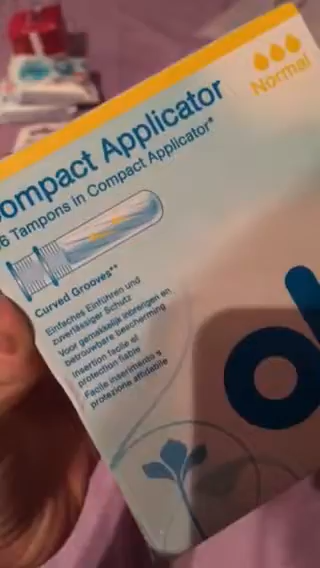 Normal
ompact Applicator
6 Tampons in Compact Applicator*
Curved Grooves**
Einfaches Einführen und
zuverlässiger Schutz
Voor gemakkelijk inbrengen en
betrouwbare bescherming
Insertion facile et
protection fiable
Facile inserimento e
protezione affidabile